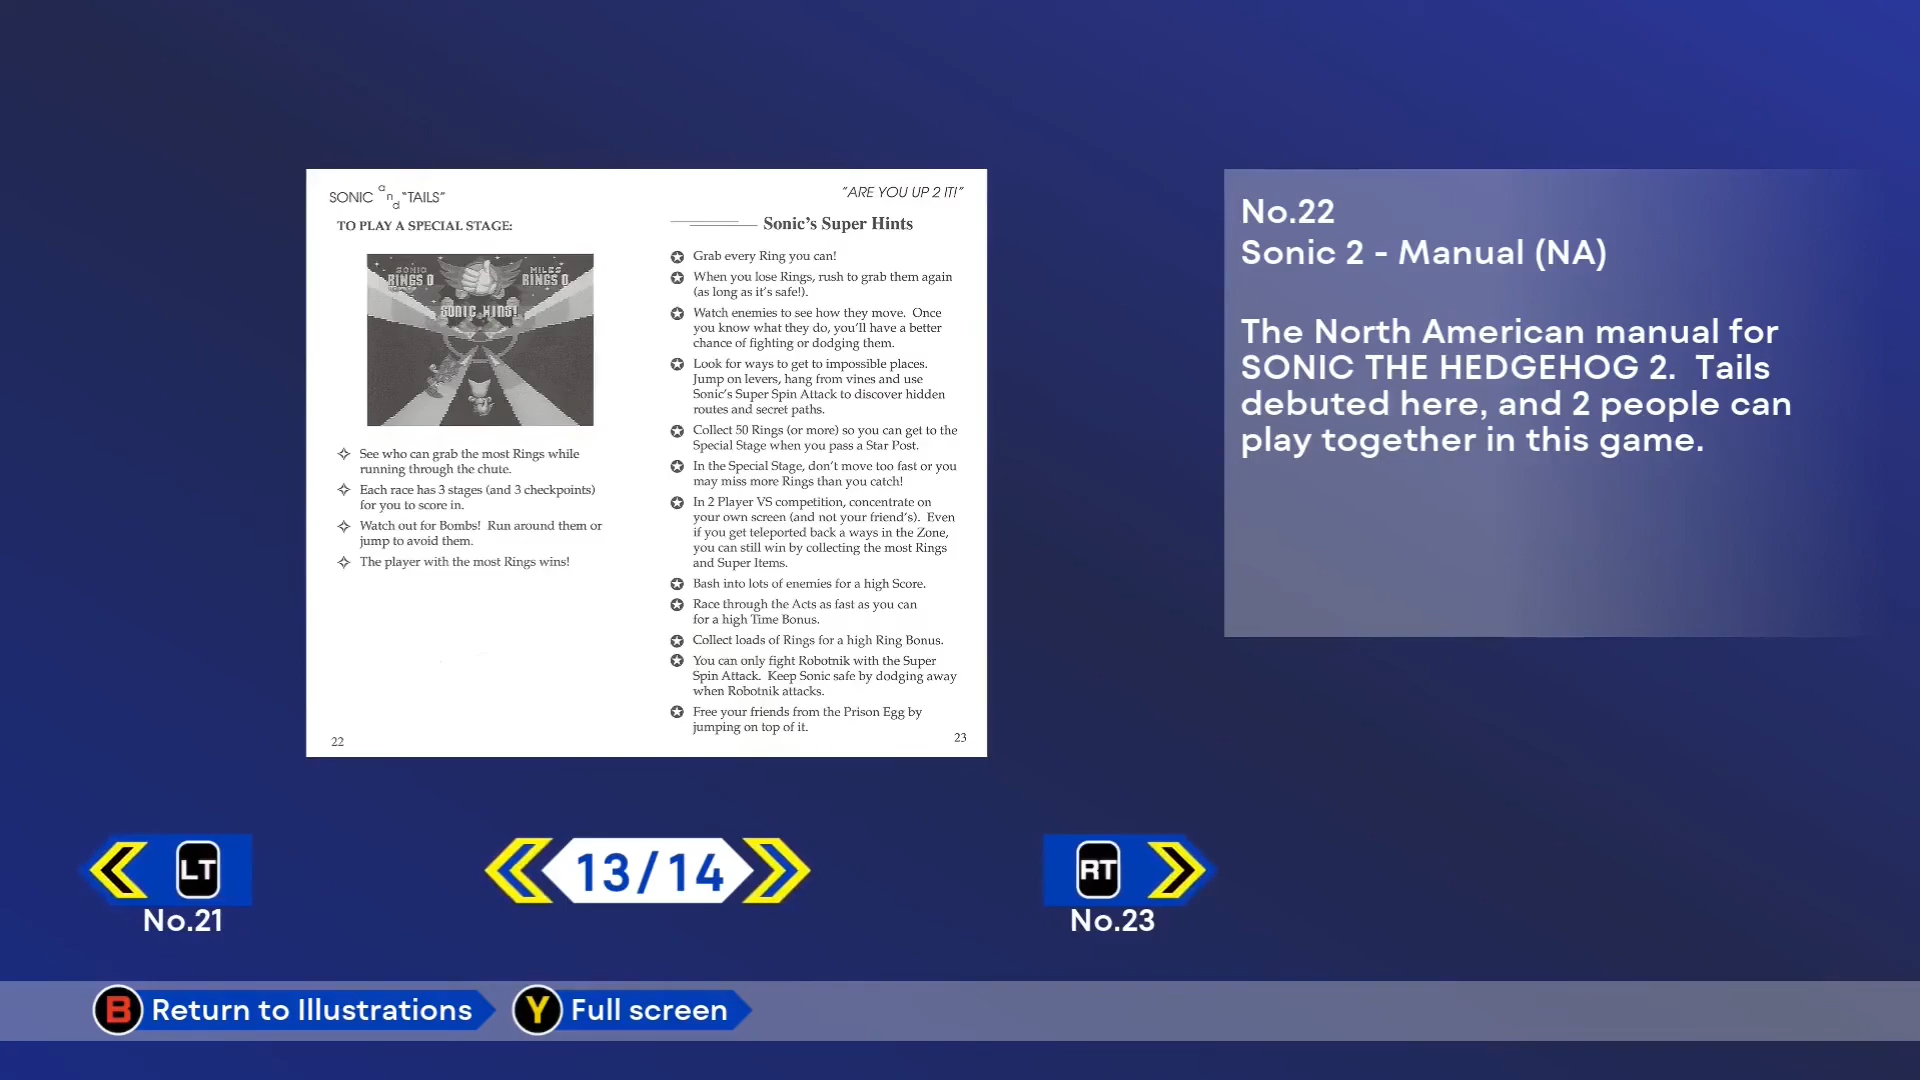 SONIC and "TAILS"
TO PLAY A SPECIAL STAGE:
SONIC
RINGS 0
MILES
RINGS 0
SONIC WINS!
See who can grab the most Rings while
running through the chute.
Each race has 3 stages (and 3 checkpoints)
for you to score in.
Watch out for Bombs!  Run around them or
jump to avoid them.
The player with the most Rings wins!
22
"ARE YOU UP 2 IT!"
Sonic's Super Hints
Grab every Ring you can!
When you lose Rings, rush to grab them again
(as long as it's safe!).
Watch enemies to see how they move.  Once
you know what they do, you'll have a better
chance of fighting or dodging them.
Look for ways to get to impossible places.
Jump on levers, hang from vines and use
Sonic's Super Spin Attack to discover hidden
routes and secret paths.
Collect 50 Rings (or more) so you can get to the
Special Stage when you pass a Star Post.
In the Special Stage, don't move too fast or you
may miss more Rings than you catch!
In 2 Player VS competition, concentrate on
your own screen (and not your friend's).  Even
if you get teleported back a ways in the Zone,
you can still win by collecting the most Rings
and Super Items.
Bash into lots of enemies for a high Score.
Race through the Acts as fast as you can
for a high Time Bonus.
Collect loads of Rings for a high Ring Bonus.
You can only fight Robotnik with the Super
Spin Attack.  Keep Sonic safe by dodging away
when Robotnik attacks.
Free your friends from the Prison Egg by
jumping on top of it.
23
No.22
Sonic 2 - Manual (NA)
The North American manual for
SONIC THE HEDGEHOG 2.  Tails
debuted here, and 2 people can
play together in this game.
LT
No.21
13/14
RT
No.23
B Return to Illustrations
Y Full screen